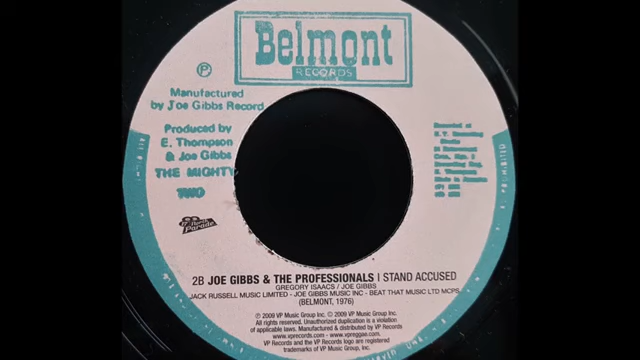 Belmont
RECORDS
Ⓟ
Manufactured
by Joe Gibbs Record
Produced by
E. Thompson
& Joe Gibbs
THE MIGHTY
TWO
Parade
2B JOE GIBBS & THE PROFESSIONALS I STAND ACCUSED
GREGORY ISAACS / JOE GIBBS
JACK RUSSELL MUSIC LIMITED - JOE GIBBS MUSIC INC - BEAT THAT MUSIC LTD MCPS
(BELMONT, 1976)
℗ © 2009 VP Music Group Inc. © 2009 VP Music Group, Inc.
All rights reserved. Unauthorized duplication is a violation
of applicable laws. Manufactured & distributed by VP Records
www.vprecords.com - www.vpreggae.com.
VP Records and the VP Records logo are registered
trademarks of VP Music Group, Inc.